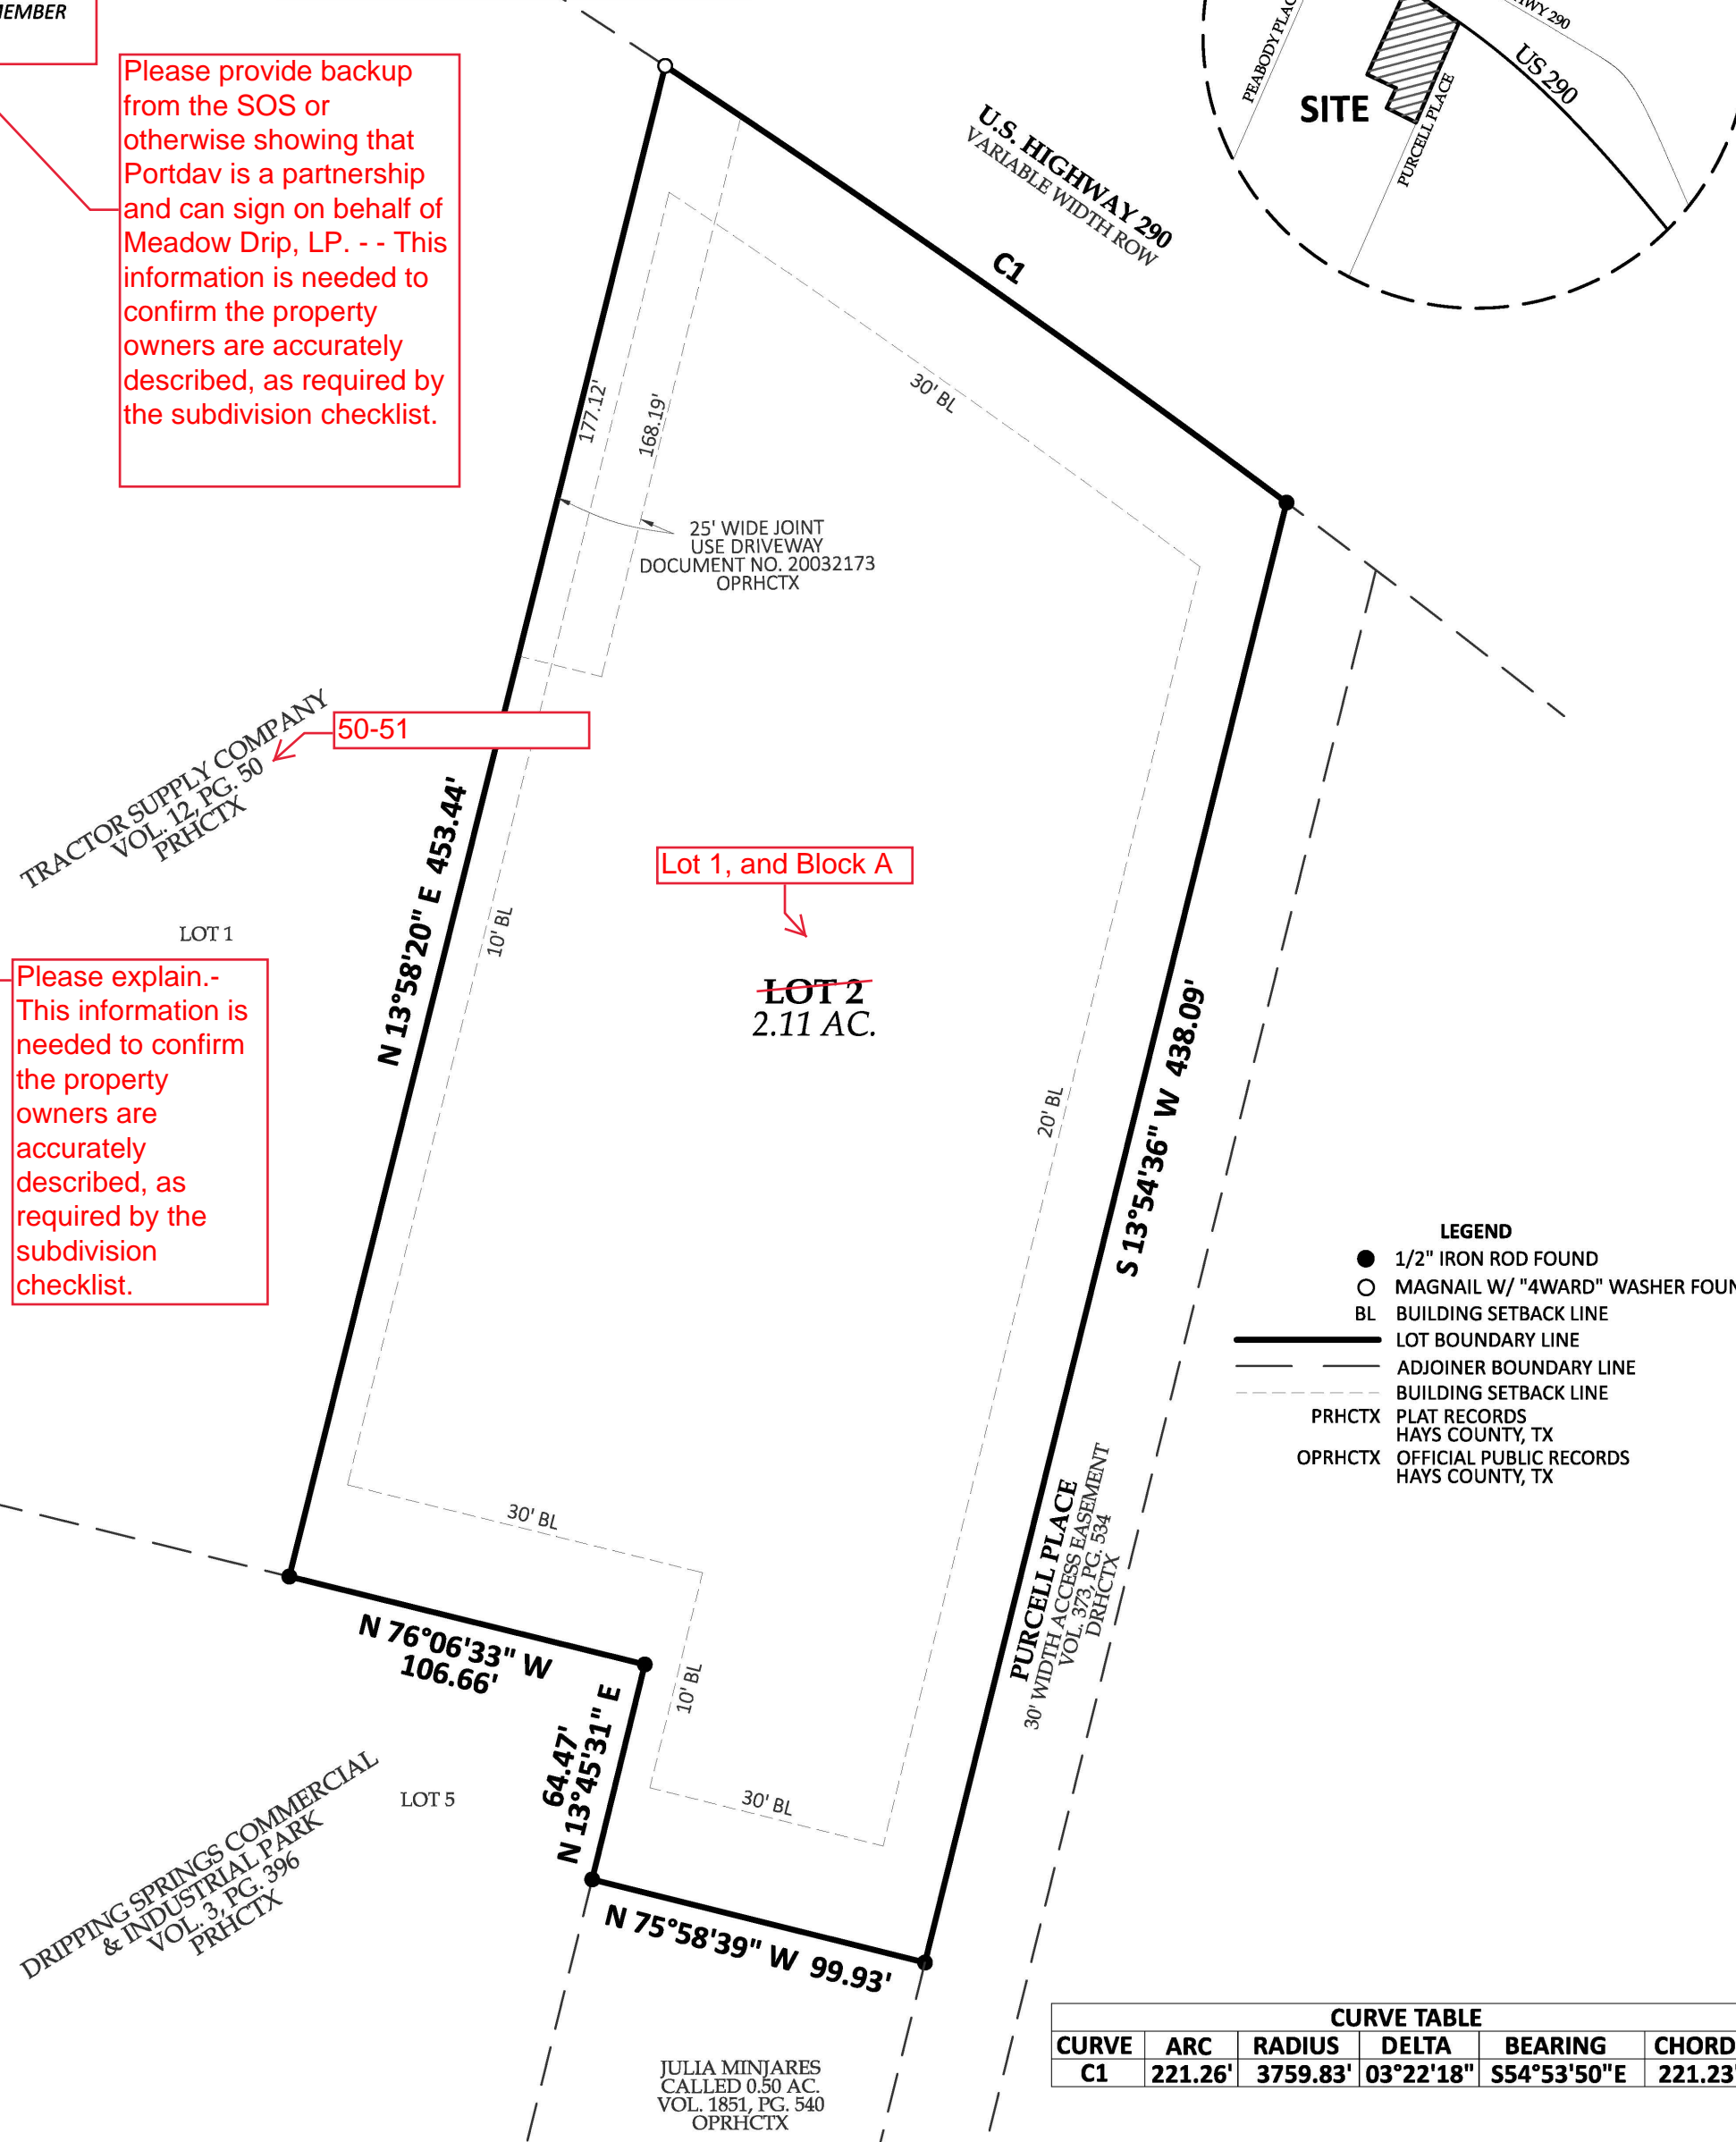 MEMBER
Please provide backup
from the SOS or
otherwise showing that
Portdav is a partnership
and can sign on behalf of
Meadow Drip, LP. - - This
information is needed to
confirm the property
owners are accurately
described, as required by
the subdivision checklist.
PEABODY PLACE
HWY 290
US 290
SITE
PURCELL PLACE
U.S. HIGHWAY 290
VARIABLE WIDTH ROW
C1
30' BL
177.12'
168.19'
25' WIDE JOINT
USE DRIVEWAY
DOCUMENT NO. 20032173
OPRHCTX
TRACTOR SUPPLY COMPANY
VOL. 12, PG. 50
PRHCTX
50-51
N 13°58'20" E 453.44'
10' BL
LOT 1
Lot 1, and Block A
LOT 2
2.11 AC.
Please explain.-
This information is
needed to confirm
the property
owners are
accurately
described, as
required by the
subdivision
checklist.
20' BL
S 13°54'36" W 438.09'
LEGEND
1/2" IRON ROD FOUND
MAGNAIL W/ "4WARD" WASHER FOUN
BL BUILDING SETBACK LINE
LOT BOUNDARY LINE
ADJOINER BOUNDARY LINE
BUILDING SETBACK LINE
PRHCTX PLAT RECORDS
HAYS COUNTY, TX
OPRHCTX OFFICIAL PUBLIC RECORDS
HAYS COUNTY, TX
PURCELL PLACE
30' WIDTH ACCESS EASEMENT
VOL. 373, PG. 534
DRHCTX
30' BL
N 76°06'33" W
106.66'
10' BL
64.47'
N 13°45'31" E
30' BL
LOT 5
DRIPPING SPRINGS COMMERCIAL
& INDUSTRIAL PARK
VOL. 3, PG. 396
PRHCTX
N 75°58'39" W 99.93'
JULIA MINJARES
CALLED 0.50 AC.
VOL. 1851, PG. 540
OPRHCTX
CURVE TABLE
CURVE ARC RADIUS DELTA BEARING CHORD
C1 221.26' 3759.83' 03°22'18" S54°53'50"E 221.23'